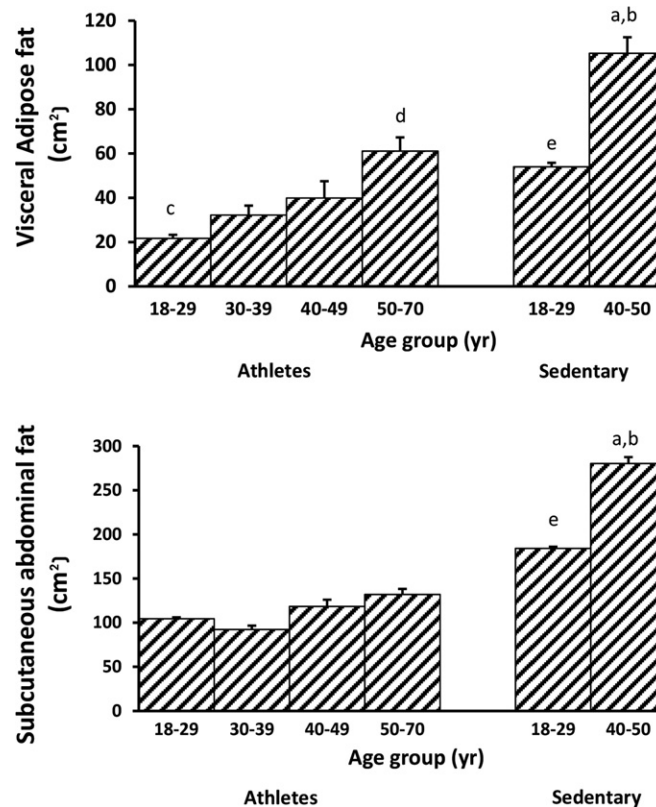 Visceral Adipose fat
(cm²)
120
100
80
60
40
20
0
c
d
e
a,b
18-29 30-39 40-49 50-70 18-29 40-50
Age group (yr)
Athletes Sedentary
Subcutaneous abdominal fat
(cm²)
300
250
200
150
100
50
0
e
a,b
18-29 30-39 40-49 50-70 18-29 40-50
Age group (yr)
Athletes Sedentary